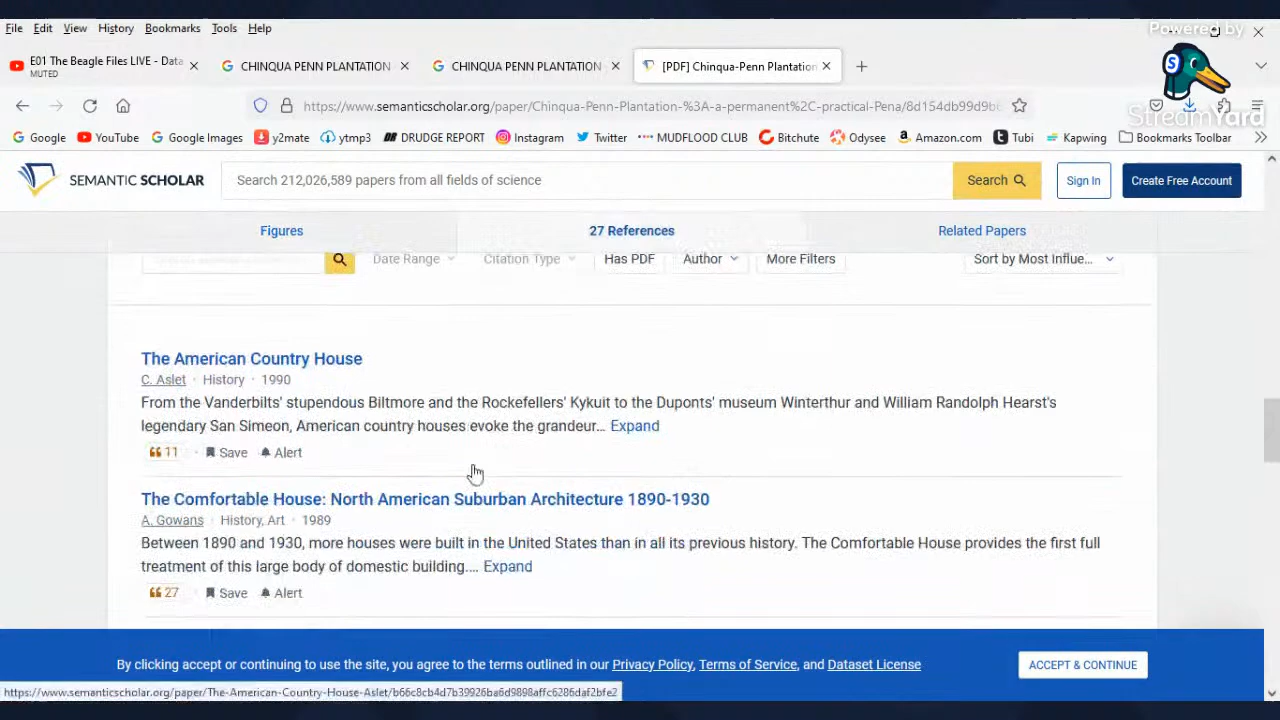 Powered by
StreamYard
File Edit View History Bookmarks Tools Help
E01 The Beagle Files LIVE - Data
MUTED
CHINQUA PENN PLANTATION
CHINQUA PENN PLANTATION
[PDF] Chinqua-Penn Plantation
https://www.semanticscholar.org/paper/Chinqua-Penn-Plantation-%3A-a-permanent%2C-practical-Pena/8d154db99d9b6
Google YouTube Google Images y2mate ytmp3 DRUDGE REPORT Instagram Twitter MUDFLOOD CLUB Bitchute Odysee Amazon.com Tubi Kapwing Bookmarks Toolbar
SEMANTIC SCHOLAR
Search 212,026,589 papers from all fields of science
Search
Sign In
Create Free Account
Figures
27 References
Related Papers
Date Range Citation Type Has PDF Author More Filters Sort by Most Influe...
The American Country House
C. Aslet · History · 1990
From the Vanderbilts' stupendous Biltmore and the Rockefellers' Kykuit to the Duponts' museum Winterthur and William Randolph Hearst's
legendary San Simeon, American country houses evoke the grandeur... Expand
11 · Save Alert
The Comfortable House: North American Suburban Architecture 1890-1930
A. Gowans · History, Art · 1989
Between 1890 and 1930, more houses were built in the United States than in all its previous history. The Comfortable House provides the first full
treatment of this large body of domestic building.... Expand
27 · Save Alert
By clicking accept or continuing to use the site, you agree to the terms outlined in our Privacy Policy, Terms of Service, and Dataset License
ACCEPT & CONTINUE
https://www.semanticscholar.org/paper/The-American-Country-House-Aslet/b66c8cb4d7b39926ba6d9898affc6286daf2bfe2